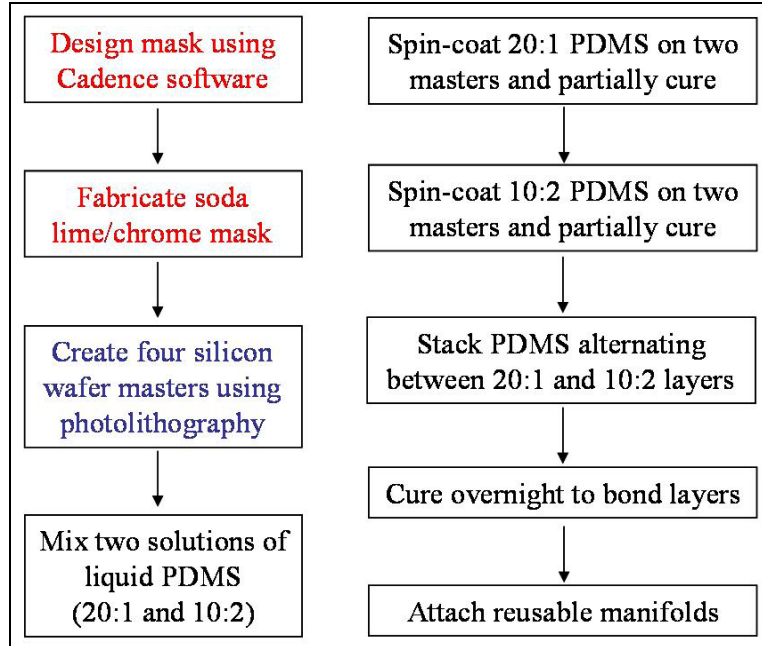 Design mask using
Cadence software
Fabricate soda
lime/chrome mask
Create four silicon
wafer masters using
photolithography
Mix two solutions of
liquid PDMS
(20:1 and 10:2)
Spin-coat 20:1 PDMS on two
masters and partially cure
Spin-coat 10:2 PDMS on two
masters and partially cure
Stack PDMS alternating
between 20:1 and 10:2 layers
Cure overnight to bond layers
Attach reusable manifolds